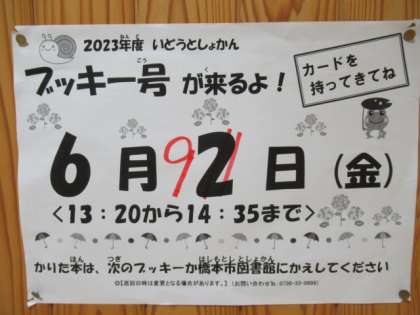 2023年度 いどうとしょかん
ブッキー号 が来るよ!
カードを
持ってきてね
6月 2日(金)
<13:20から14:35まで>
かりた本は、次のブッキーか橋本市図書館にかえしてください